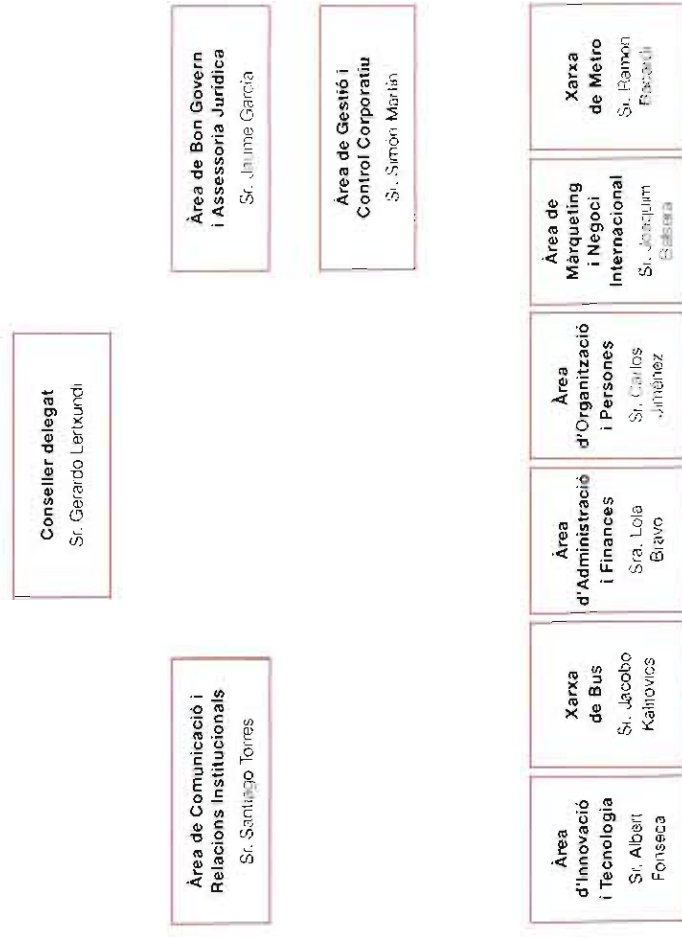 Conseller delegat
Sr. Gerardo Lertxundi
Àrea de Comunicació i
Relacions Institucionals
Sr. Santiago Torres
Àrea de Bon Govern
i Assessoria Jurídica
Sr. Jaume García
Àrea de Gestió i
Control Corporatiu
Sr. Simón Martín
Àrea
d'Innovació
i Tecnologia
Sr. Albert
Fonseca
Xarxa
de Bus
Sr. Jacobo
Kalitovics
Àrea
d'Administració
i Finances
Sra. Lola
Bravo
Àrea
d'Organització
i Persones
Sr. Carlos
Jiménez
Àrea de
Màrqueting
i Negoci
Internacional
Sr. Joaquim
Balsera
Xarxa
de Metro
Sr. Ramon
Bacardí